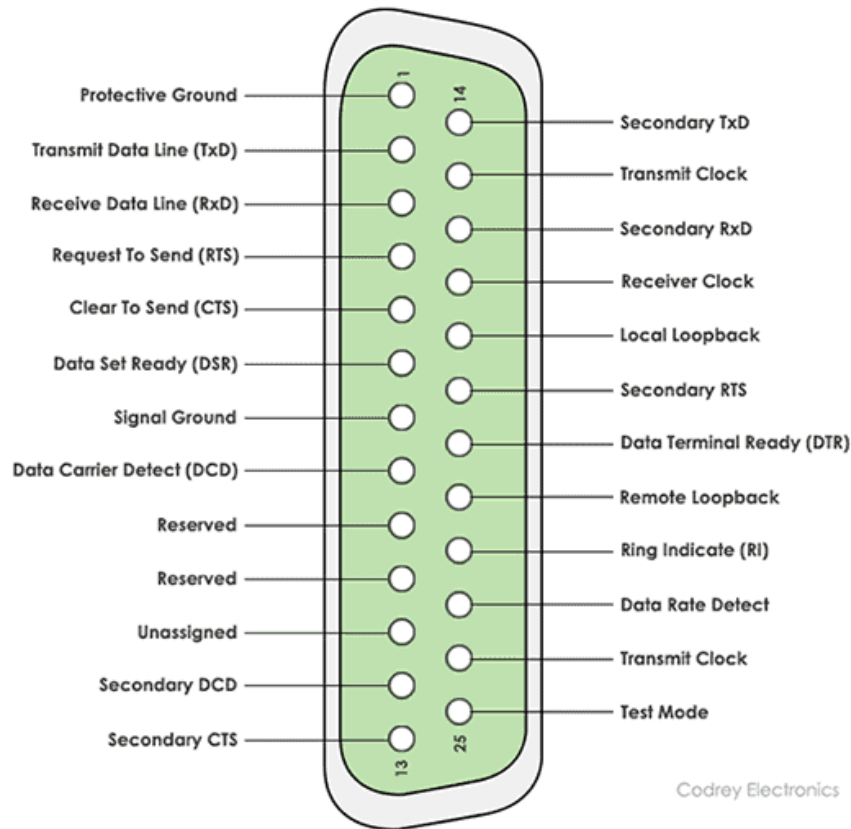 1
Protective Ground
Transmit Data Line (TxD)
Receive Data Line (RxD)
Request To Send (RTS)
Clear To Send (CTS)
Data Set Ready (DSR)
Signal Ground
Data Carrier Detect (DCD)
Reserved
Reserved
Unassigned
Secondary DCD
Secondary CTS
13
14
Secondary TxD
Transmit Clock
Secondary RxD
Receiver Clock
Local Loopback
Secondary RTS
Data Terminal Ready (DTR)
Remote Loopback
Ring Indicate (RI)
Data Rate Detect
Transmit Clock
Test Mode
25
Codrey Electronics